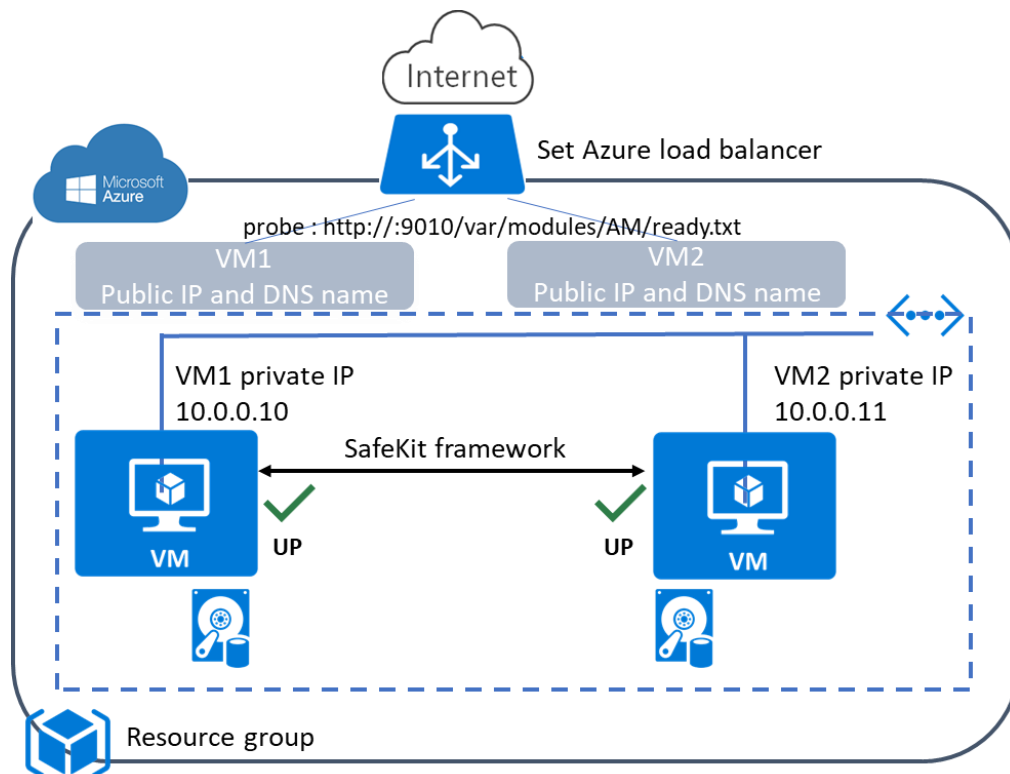 Internet
Set Azure load balancer
Microsoft
Azure
probe : http://:9010/var/modules/AM/ready.txt
VM1
Public IP and DNS name
VM2
Public IP and DNS name
VM1 private IP
10.0.0.10
VM2 private IP
10.0.0.11
SafeKit framework
VM
UP
UP
VM
Resource group